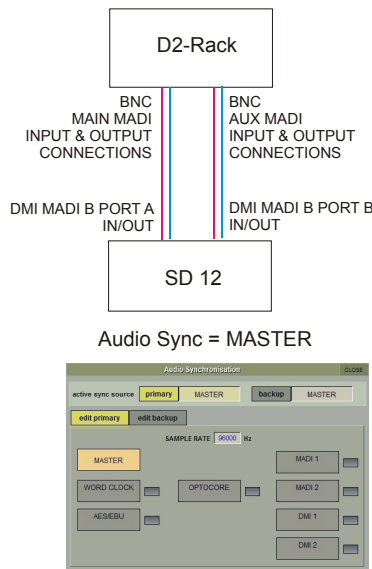 D2-Rack
BNC
MAIN MADI
INPUT & OUTPUT
CONNECTIONS
BNC
AUX MADI
INPUT & OUTPUT
CONNECTIONS
DMI MADI B PORT A
IN/OUT
DMI MADI B PORT B
IN/OUT
SD 12
Audio Sync = MASTER
Audio Synchronisation CLOSE
active sync source primary MASTER backup MASTER
edit primary edit backup
SAMPLE RATE 96000 Hz
MASTER MADI 1
WORD CLOCK OPTOCORE MADI 2
AES/EBU DMI 1
DMI 2